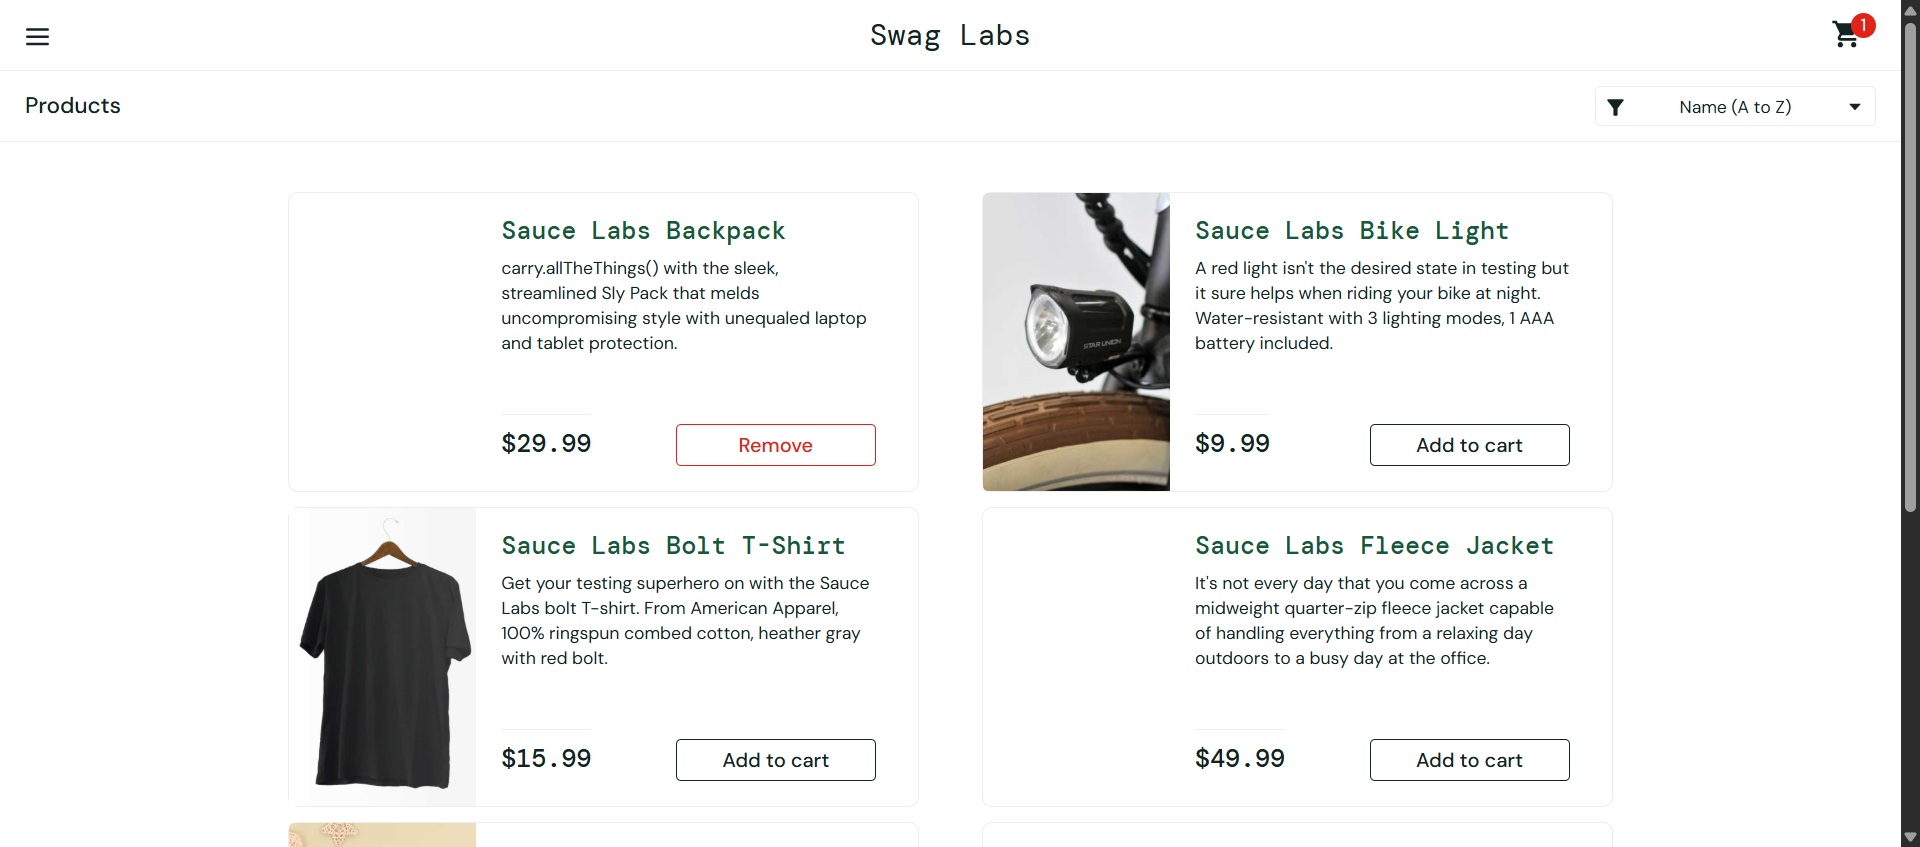 Swag Labs
1
Products
Name (A to Z)
Sauce Labs Backpack
carry.allTheThings() with the sleek,
streamlined Sly Pack that melds
uncompromising style with unequaled laptop
and tablet protection.
$29.99
Remove
Sauce Labs Bike Light
A red light isn't the desired state in testing but
it sure helps when riding your bike at night.
Water-resistant with 3 lighting modes, 1 AAA
battery included.
STAR UNION
$9.99
Add to cart
Sauce Labs Bolt T-Shirt
Get your testing superhero on with the Sauce
Labs bolt T-shirt. From American Apparel,
100% ringspun combed cotton, heather gray
with red bolt.
$15.99
Add to cart
Sauce Labs Fleece Jacket
It's not every day that you come across a
midweight quarter-zip fleece jacket capable
of handling everything from a relaxing day
outdoors to a busy day at the office.
$49.99
Add to cart